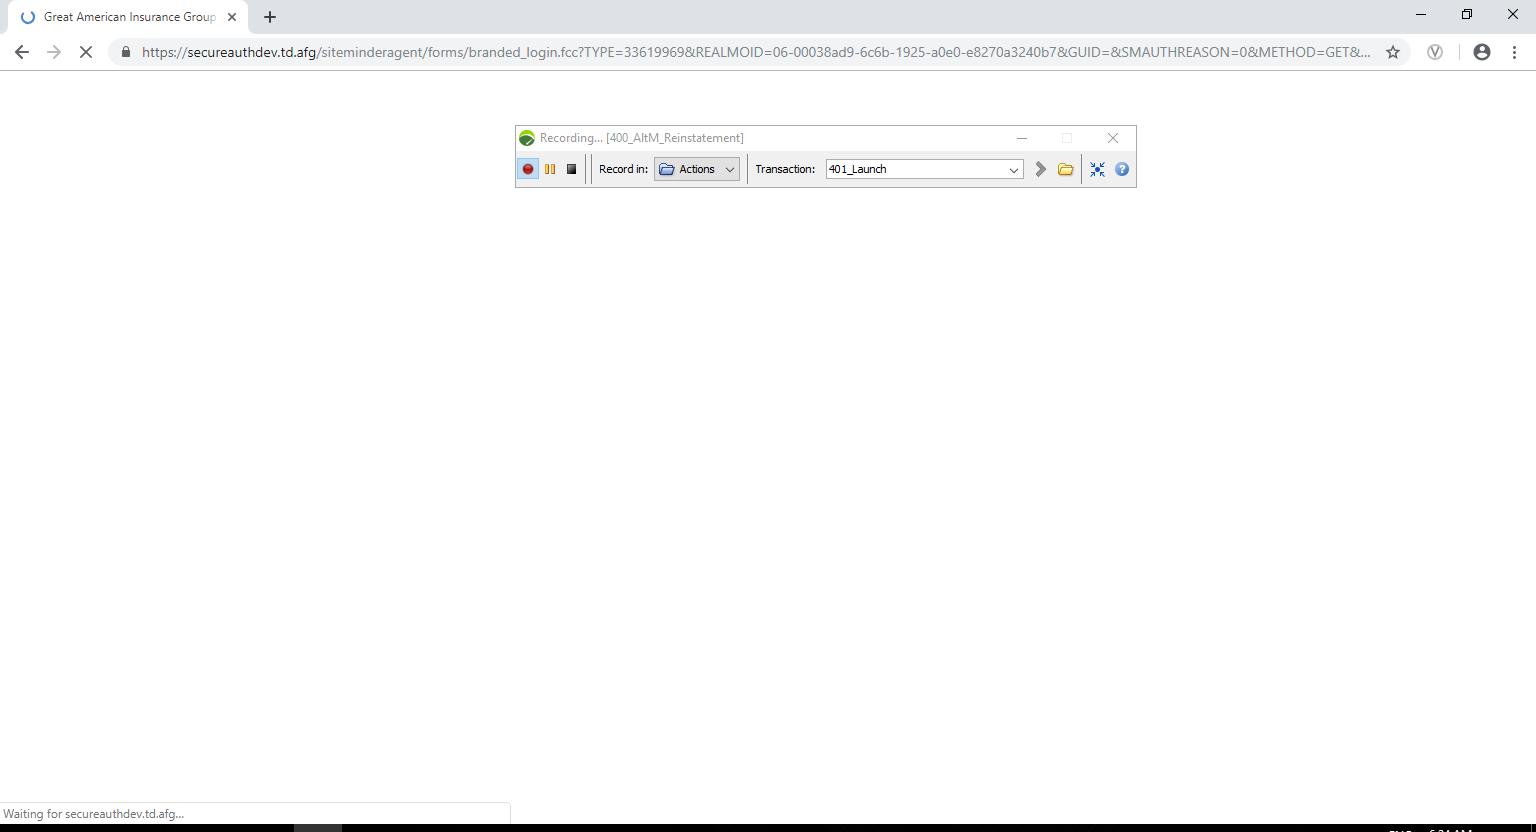 Great American Insurance Group
https://secureauthdev.td.afg/siteminderagent/forms/branded_login.fcc?TYPE=33619969&REALMOID=06-00038ad9-6c6b-1925-a0e0-e8270a3240b7&GUID=&SMAUTHREASON=0&METHOD=GET&...
Recording... [400_AltM_Reinstatement]
Record in: Actions Transaction: 401_Launch
Waiting for secureauthdev.td.afg...